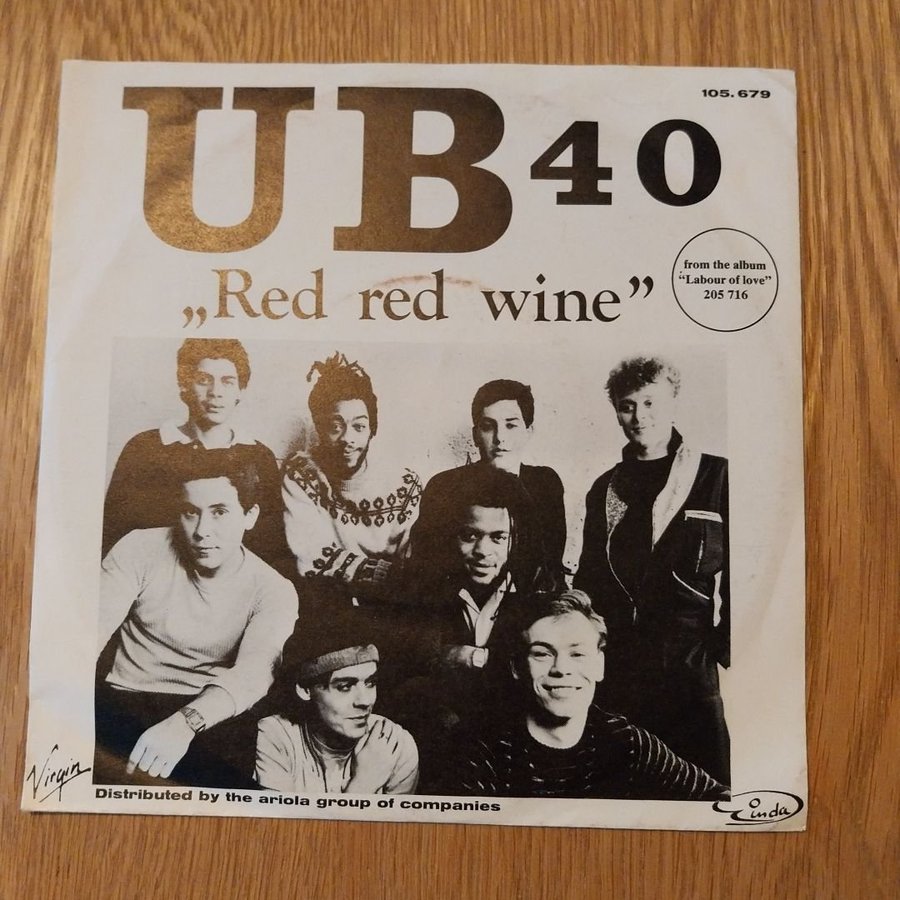 105.679
UB40
„Red red wine”
from the album
“Labour of love”
205 716
Virgin
Distributed by the ariola group of companies